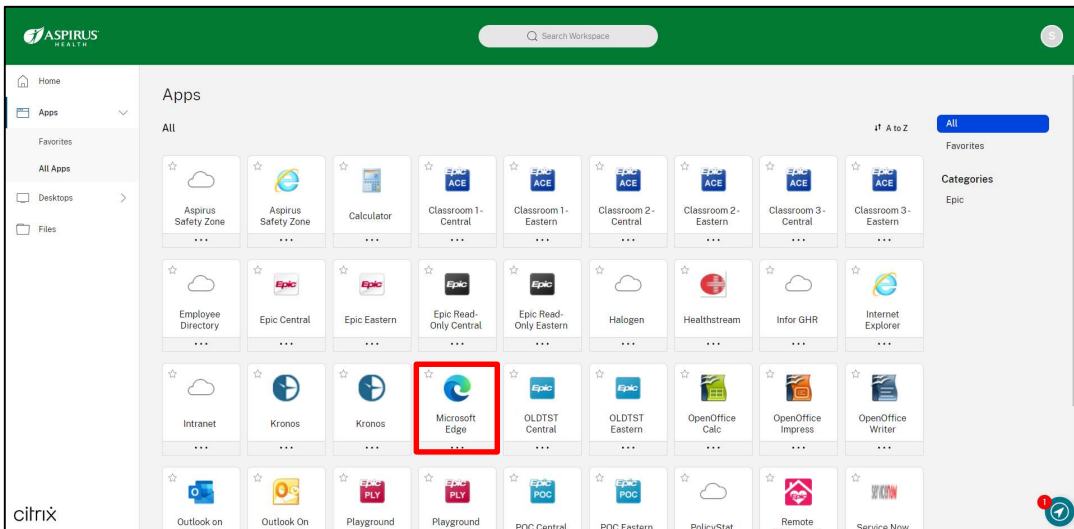 ASPIRUS
HEALTH
Search Workspace
S
Home
Apps
Favorites
All Apps
Desktops
Files
citrix
Apps
All
A to Z
All
Favorites
Categories
Epic
Aspirus
Safety Zone
Aspirus
Safety Zone
Calculator
Epic
ACE
Classroom 1 -
Central
Epic
ACE
Classroom 1 -
Eastern
Epic
ACE
Classroom 2 -
Central
Epic
ACE
Classroom 2 -
Eastern
Epic
ACE
Classroom 3 -
Central
Epic
ACE
Classroom 3 -
Eastern
Employee
Directory
Epic
Epic Central
Epic
Epic Eastern
Epic
Epic Read-
Only Central
Epic
Epic Read-
Only Eastern
Halogen
Healthstream
Infor GHR
Internet
Explorer
Intranet
Kronos
Kronos
Microsoft
Edge
Epic
OLDTST
Central
Epic
OLDTST
Eastern
OpenOffice
Calc
OpenOffice
Impress
OpenOffice
Writer
Outlook on
Outlook On
Epic
PLY
Playground
Epic
PLY
Playground
Epic
POC
POC Central
Epic
POC
POC Eastern
PolicyStat
Epic
Remote
servicenow
Service Now
1